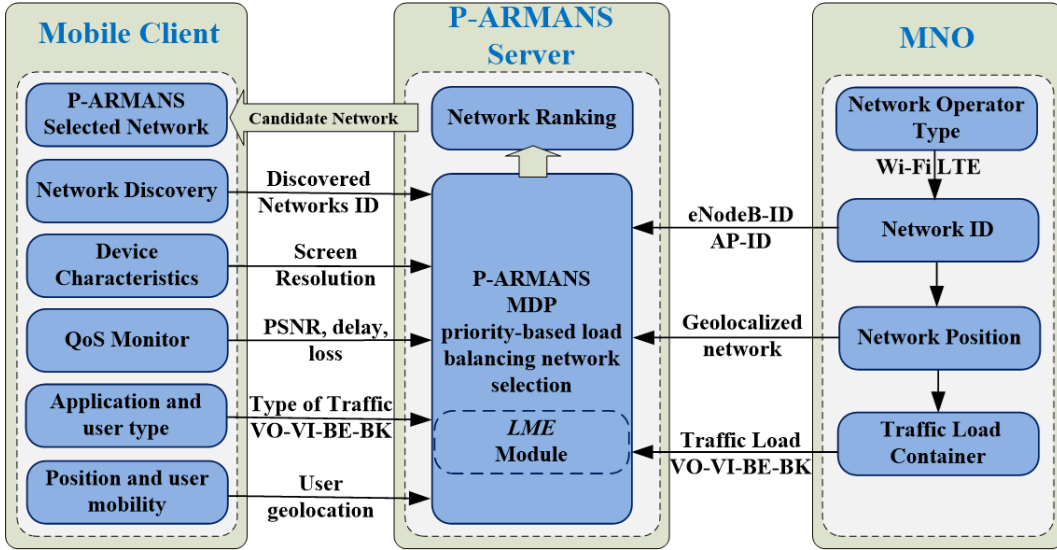 Mobile Client
P-ARMANS
Selected Network
Network Discovery
Device
Characteristics
QoS Monitor
Application and
user type
Position and user
mobility
Candidate Network
Discovered
Networks ID
Screen
Resolution
PSNR, delay,
loss
Type of Traffic
VO-VI-BE-BK
User
geolocation
P-ARMANS
Server
Network Ranking
P-ARMANS
MDP
priority-based load
balancing network
selection
LME
Module
eNodeB-ID
AP-ID
Geolocalized
network
Traffic Load
VO-VI-BE-BK
MNO
Network Operator
Type
Wi-Fi LTE
Network ID
Network Position
Traffic Load
Container